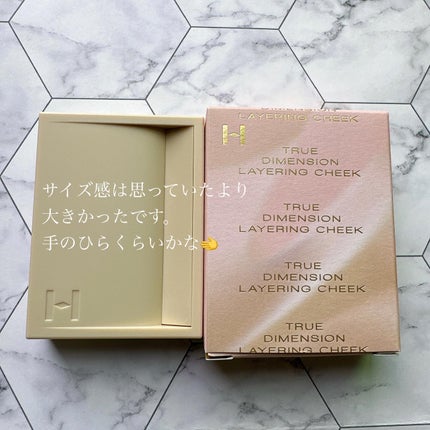 LAYERING CHEEK
H
TRUE
DIMENSION
LAYERING CHEEK
TRUE
DIMENSION
LAYERING CHEEK
サイズ感は思っていたより
大きかったです。
手のひらくらいかな👈
TRUE
DIMENSION
LAYERING CHEEK
TRUE
DIMENSION
LAYERING CHEEK
H